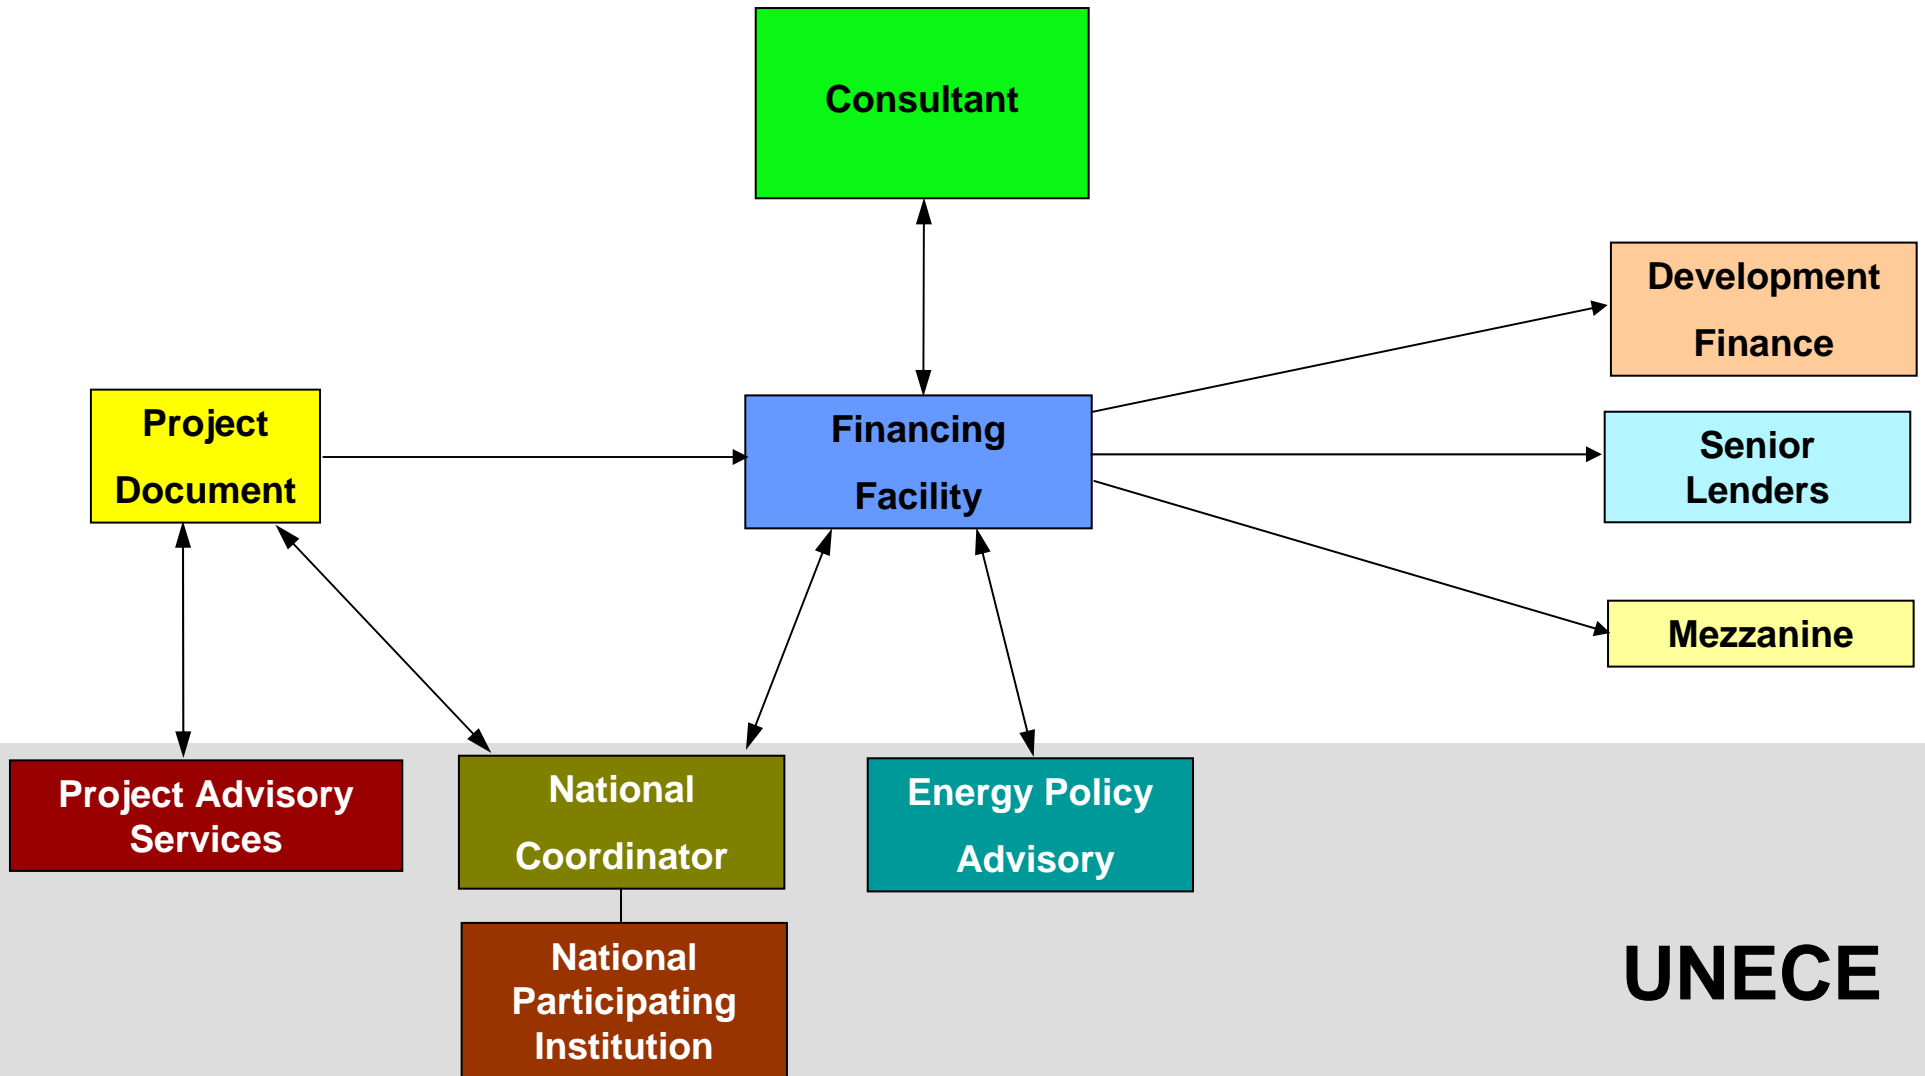 Consultant
Development
Finance
Project
Document
Financing
Facility
Senior
Lenders
Mezzanine
Project Advisory
Services
National
Coordinator
Energy Policy
Advisory
National
Participating
Institution
UNECE